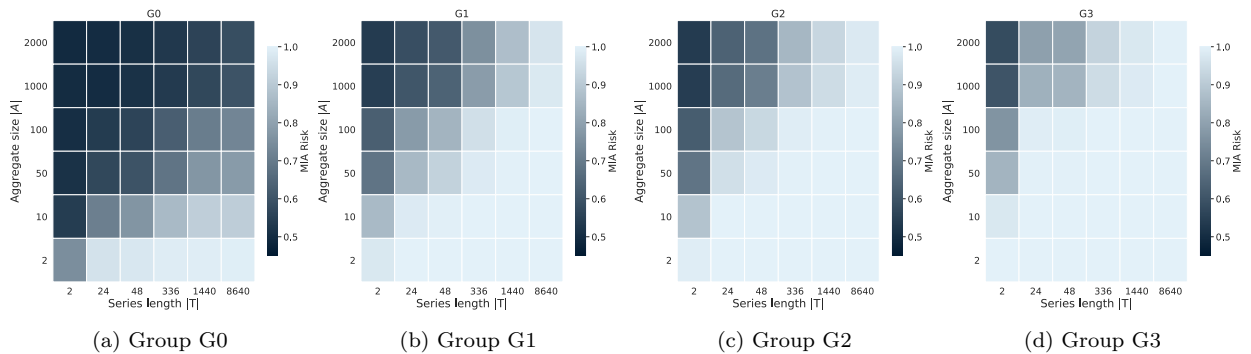 G0
Aggregate size |A|
2000
1000
100
50
10
2
2 24 48 336 1440 8640
Series length |T|
1.0
0.9
0.8
0.7
0.6
0.5
MIA Risk
(a) Group G0
G1
Aggregate size |A|
2000
1000
100
50
10
2
2 24 48 336 1440 8640
Series length |T|
1.0
0.9
0.8
0.7
0.6
0.5
MIA Risk
(b) Group G1
G2
Aggregate size |A|
2000
1000
100
50
10
2
2 24 48 336 1440 8640
Series length |T|
1.0
0.9
0.8
0.7
0.6
0.5
MIA Risk
(c) Group G2
G3
Aggregate size |A|
2000
1000
100
50
10
2
2 24 48 336 1440 8640
Series length |T|
1.0
0.9
0.8
0.7
0.6
0.5
MIA Risk
(d) Group G3